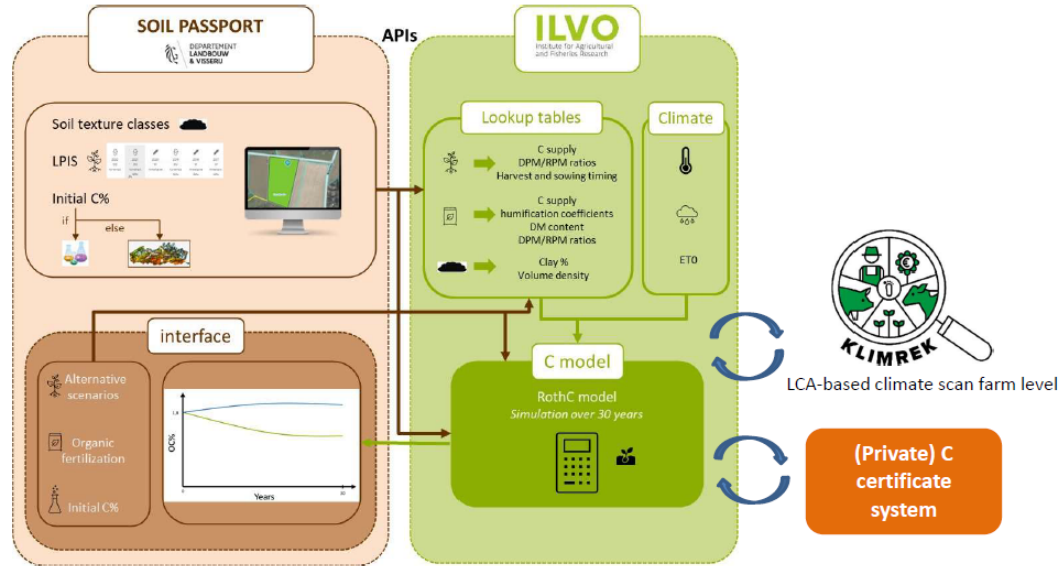 SOIL PASSPORT
DEPARTEMENT
LANDBOUW
& VISSERIJ
APIs
ILVO
Institute for Agricultural
and Fisheries Research
Soil texture classes
LPIS
Initial C%
if
else
Lookup tables
C supply
DPM/RPM ratios
Harvest and sowing timing
C supply
humification coefficients
DM content
DPM/RPM ratios
Clay %
Volume density
Climate
ETO
interface
Alternative
scenarios
Organic
fertilization
Initial C%
OC%
Years
C model
RothC model
Simulation over 30 years
KLIMREK
LCA-based climate scan farm level
(Private) C
certificate
system